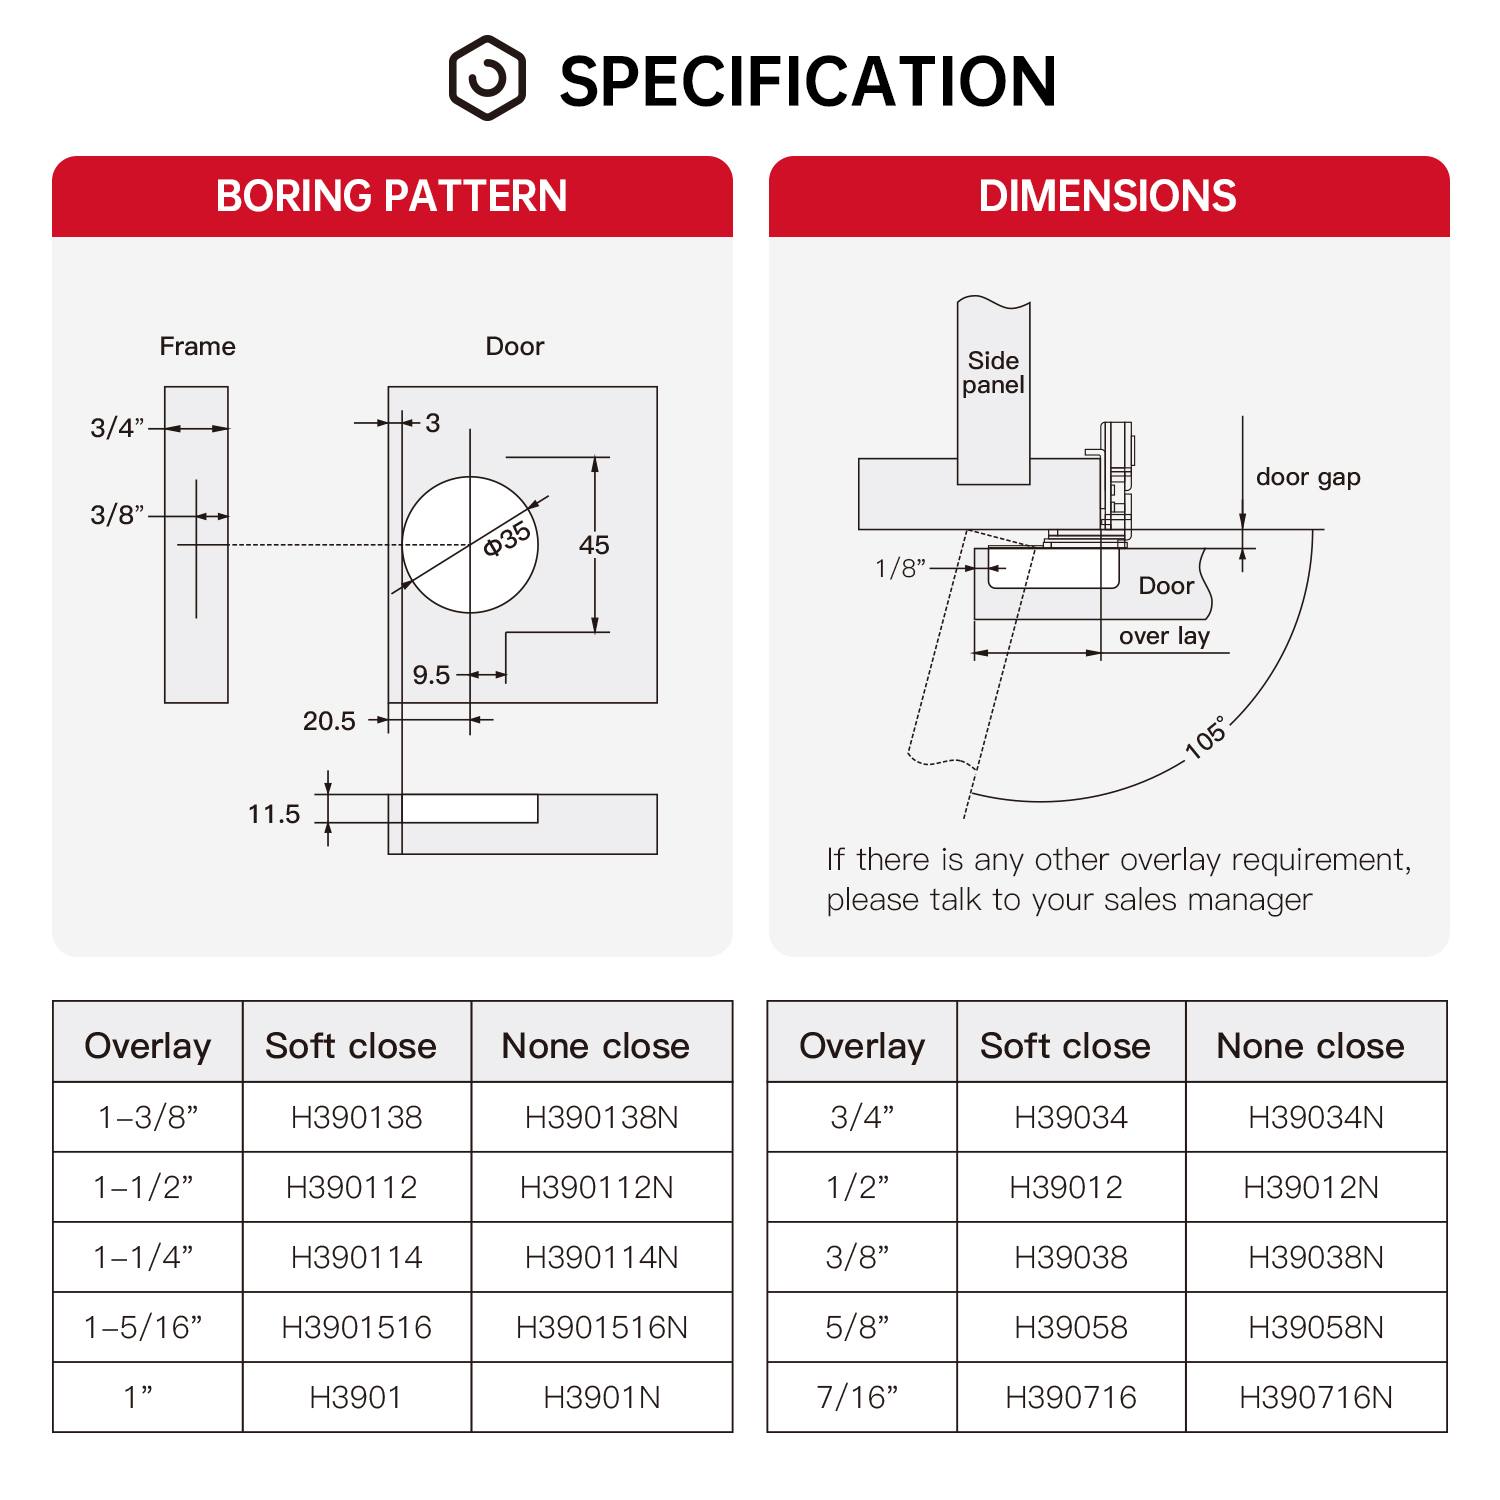 SPECIFICATION
BORING PATTERN
Frame
Door
3/4”
3
3/8”
Φ35
45
9.5
20.5
11.5
DIMENSIONS
Side
panel
door gap
1/8”
Door
over lay
105°
If there is any other overlay requirement,
please talk to your sales manager
Overlay Soft close None close
1–3/8” H390138 H390138N
1–1/2” H390112 H390112N
1–1/4” H390114 H390114N
1–5/16” H3901516 H3901516N
1” H3901 H3901N
Overlay Soft close None close
3/4” H39034 H39034N
1/2” H39012 H39012N
3/8” H39038 H39038N
5/8” H39058 H39058N
7/16” H390716 H390716N